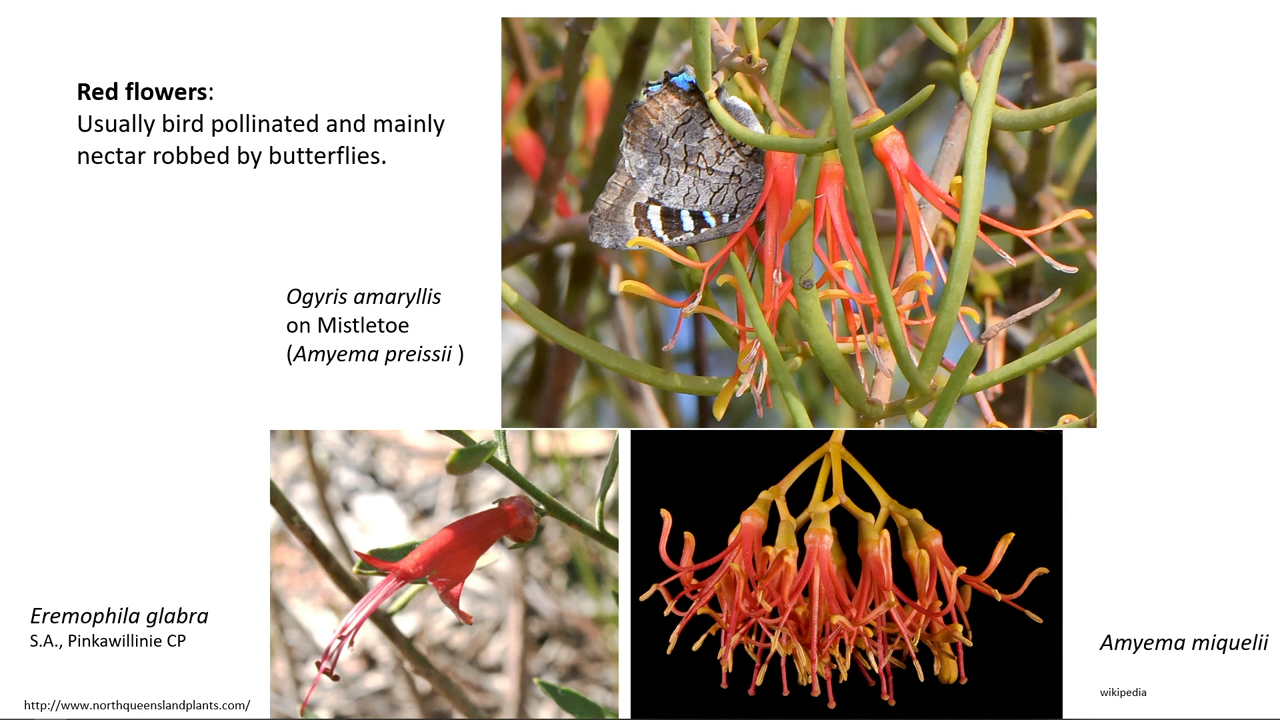 Red flowers:
Usually bird pollinated and mainly
nectar robbed by butterflies.
Ogyris amaryllis
on Mistletoe
(Amyema preissii )
Eremophila glabra
S.A., Pinkawillinie CP
http://www.northqueenslandplants.com/
Amyema miquelii
wikipedia